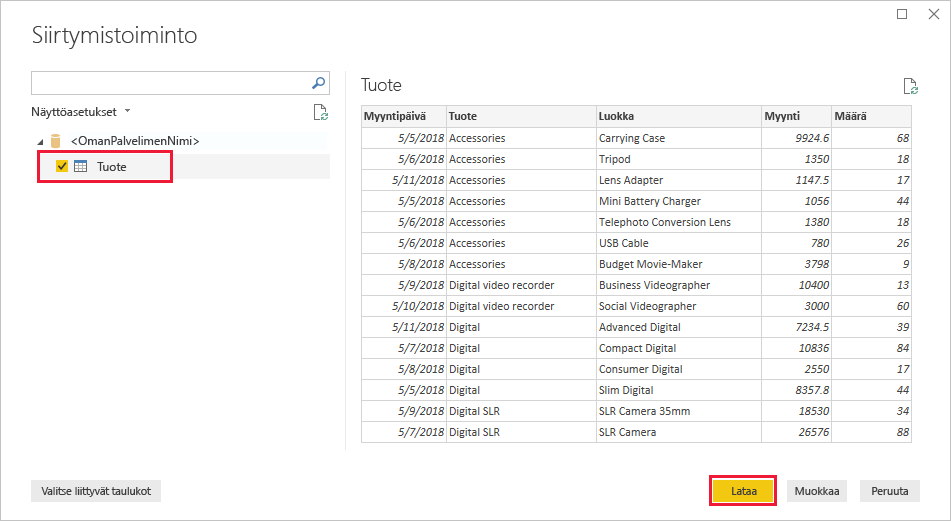 Siirtymistoiminto
Näyttöasetukset
<OmanPalvelimenNimi>
Tuote
Tuote
Myyntipäivä Tuote Luokka Myynti Määrä
5/5/2018 Accessories Carrying Case 9924.6 68
5/6/2018 Accessories Tripod 1350 18
5/11/2018 Accessories Lens Adapter 1147.5 17
5/5/2018 Accessories Mini Battery Charger 1056 44
5/6/2018 Accessories Telephoto Conversion Lens 1380 18
5/6/2018 Accessories USB Cable 780 26
5/8/2018 Accessories Budget Movie-Maker 3798 9
5/9/2018 Digital video recorder Business Videographer 10400 13
5/10/2018 Digital video recorder Social Videographer 3000 60
5/11/2018 Digital Advanced Digital 7234.5 39
5/7/2018 Digital Compact Digital 10836 84
5/8/2018 Digital Consumer Digital 2550 17
5/5/2018 Digital Slim Digital 8357.8 44
5/9/2018 Digital SLR SLR Camera 35mm 18530 34
5/7/2018 Digital SLR SLR Camera 26576 88
Valitse liittyvät taulukot Lataa Muokkaa Peruuta